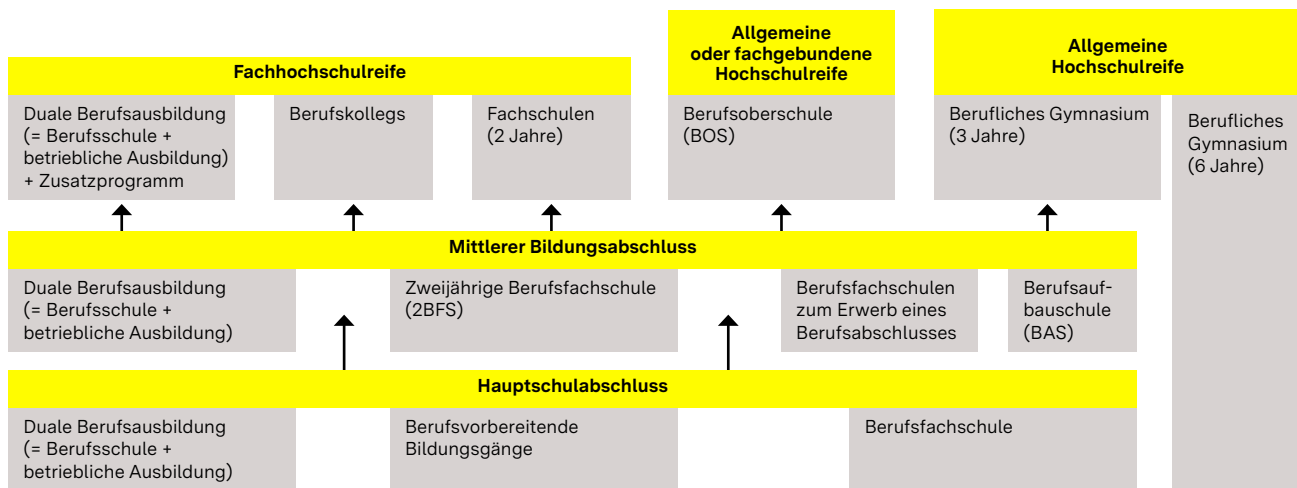 Fachhochschulreife
Allgemeine
oder fachgebundene
Hochschulreife
Allgemeine
Hochschulreife
Duale Berufsausbildung
(= Berufsschule +
betriebliche Ausbildung)
+ Zusatzprogramm
Berufskollegs
Fachschulen
(2 Jahre)
Berufsoberschule
(BOS)
Berufliches Gymnasium
(3 Jahre)
Berufliches
Gymnasium
(6 Jahre)
Mittlerer Bildungsabschluss
Duale Berufsausbildung
(= Berufsschule +
betriebliche Ausbildung)
Zweijährige Berufsfachschule
(2BFS)
Berufsfachschulen
zum Erwerb eines
Berufsabschlusses
Berufsauf-
bauschule
(BAS)
Hauptschulabschluss
Duale Berufsausbildung
(= Berufsschule +
betriebliche Ausbildung)
Berufsvorbereitende
Bildungsgänge
Berufsfachschule